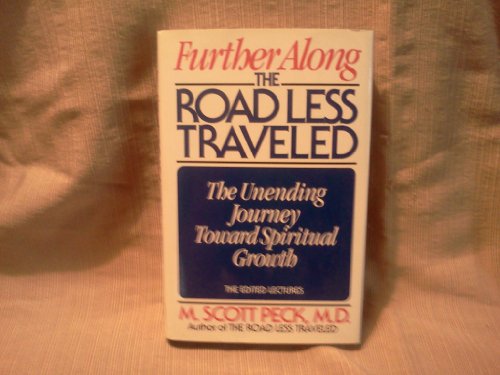 Further Along
THE
ROAD LESS
TRAVELED
The Unending
Journey
Toward Spiritual
Growth
THE EDITED LECTURES
M. SCOTT PECK, M.D.
Author of THE ROAD LESS TRAVELED